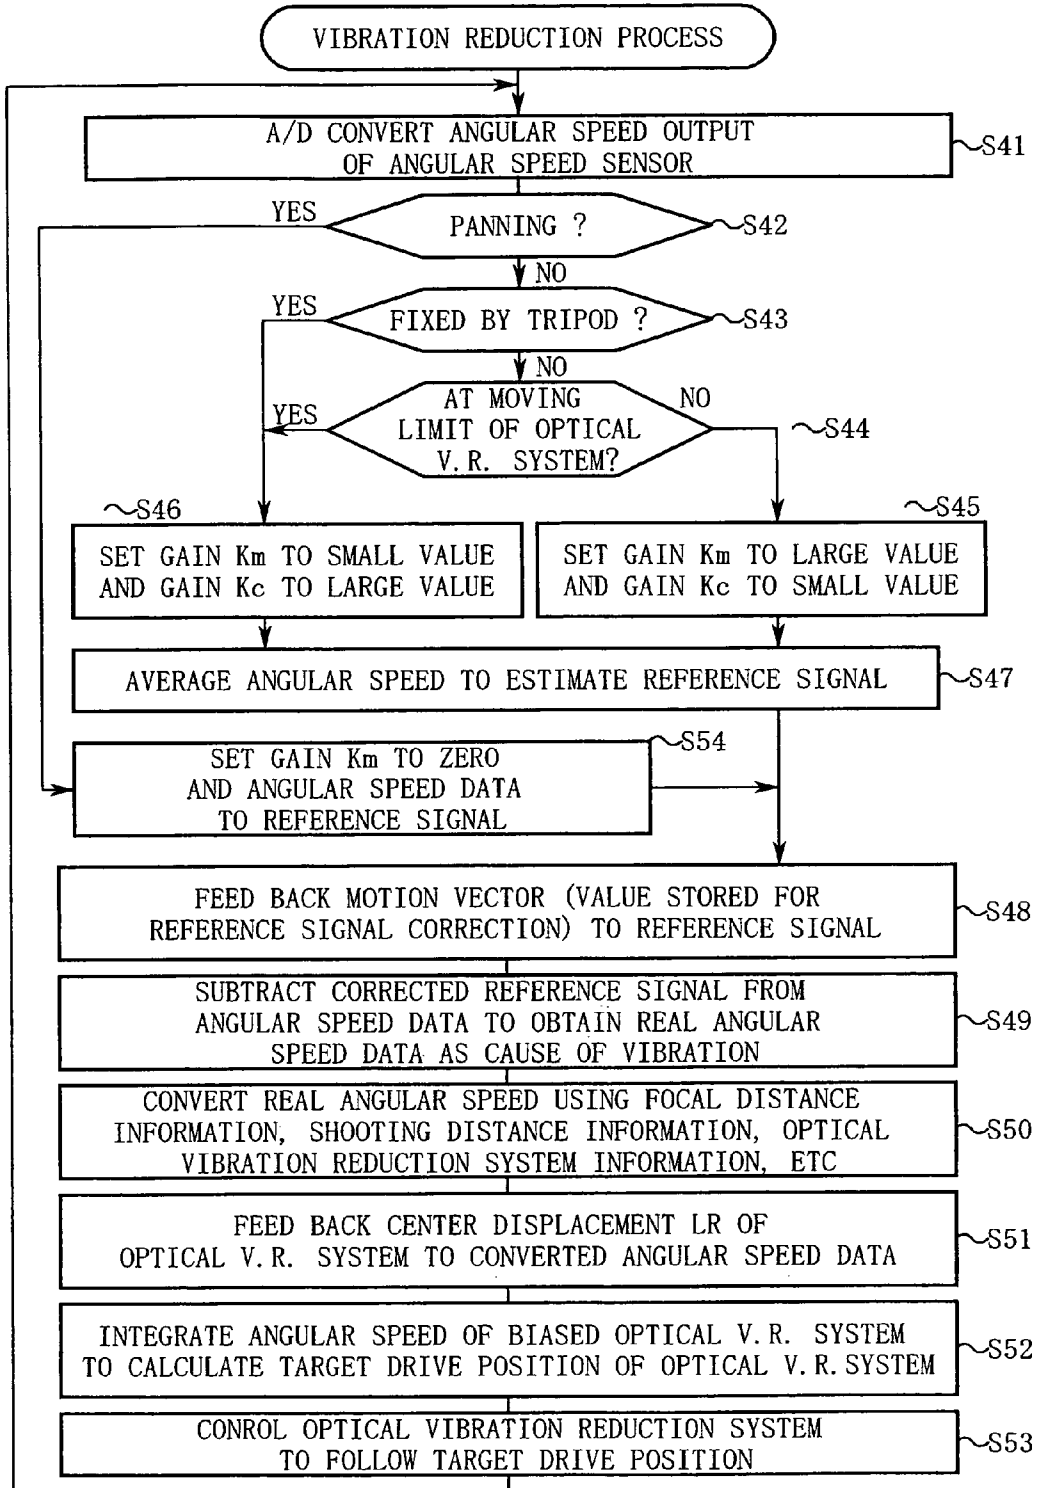 VIBRATION REDUCTION PROCESS
A/D CONVERT ANGULAR SPEED OUTPUT
OF ANGULAR SPEED SENSOR
S41
YES
PANNING ?
S42
NO
YES
FIXED BY TRIPOD ?
S43
NO
YES
AT MOVING
LIMIT OF OPTICAL
V.R. SYSTEM?
NO
S44
S46
SET GAIN Km TO SMALL VALUE
AND GAIN Kc TO LARGE VALUE
S45
SET GAIN Km TO LARGE VALUE
AND GAIN Kc TO SMALL VALUE
AVERAGE ANGULAR SPEED TO ESTIMATE REFERENCE SIGNAL
S47
SET GAIN Km TO ZERO
AND ANGULAR SPEED DATA
TO REFERENCE SIGNAL
S54
FEED BACK MOTION VECTOR (VALUE STORED FOR
REFERENCE SIGNAL CORRECTION) TO REFERENCE SIGNAL
S48
SUBTRACT CORRECTED REFERENCE SIGNAL FROM
ANGULAR SPEED DATA TO OBTAIN REAL ANGULAR
SPEED DATA AS CAUSE OF VIBRATION
S49
CONVERT REAL ANGULAR SPEED USING FOCAL DISTANCE
INFORMATION, SHOOTING DISTANCE INFORMATION, OPTICAL
VIBRATION REDUCTION SYSTEM INFORMATION, ETC
S50
FEED BACK CENTER DISPLACEMENT LR OF
OPTICAL V.R. SYSTEM TO CONVERTED ANGULAR SPEED DATA
S51
INTEGRATE ANGULAR SPEED OF BIASED OPTICAL V.R. SYSTEM
TO CALCULATE TARGET DRIVE POSITION OF OPTICAL V.R.SYSTEM
S52
CONROL OPTICAL VIBRATION REDUCTION SYSTEM
TO FOLLOW TARGET DRIVE POSITION
S53